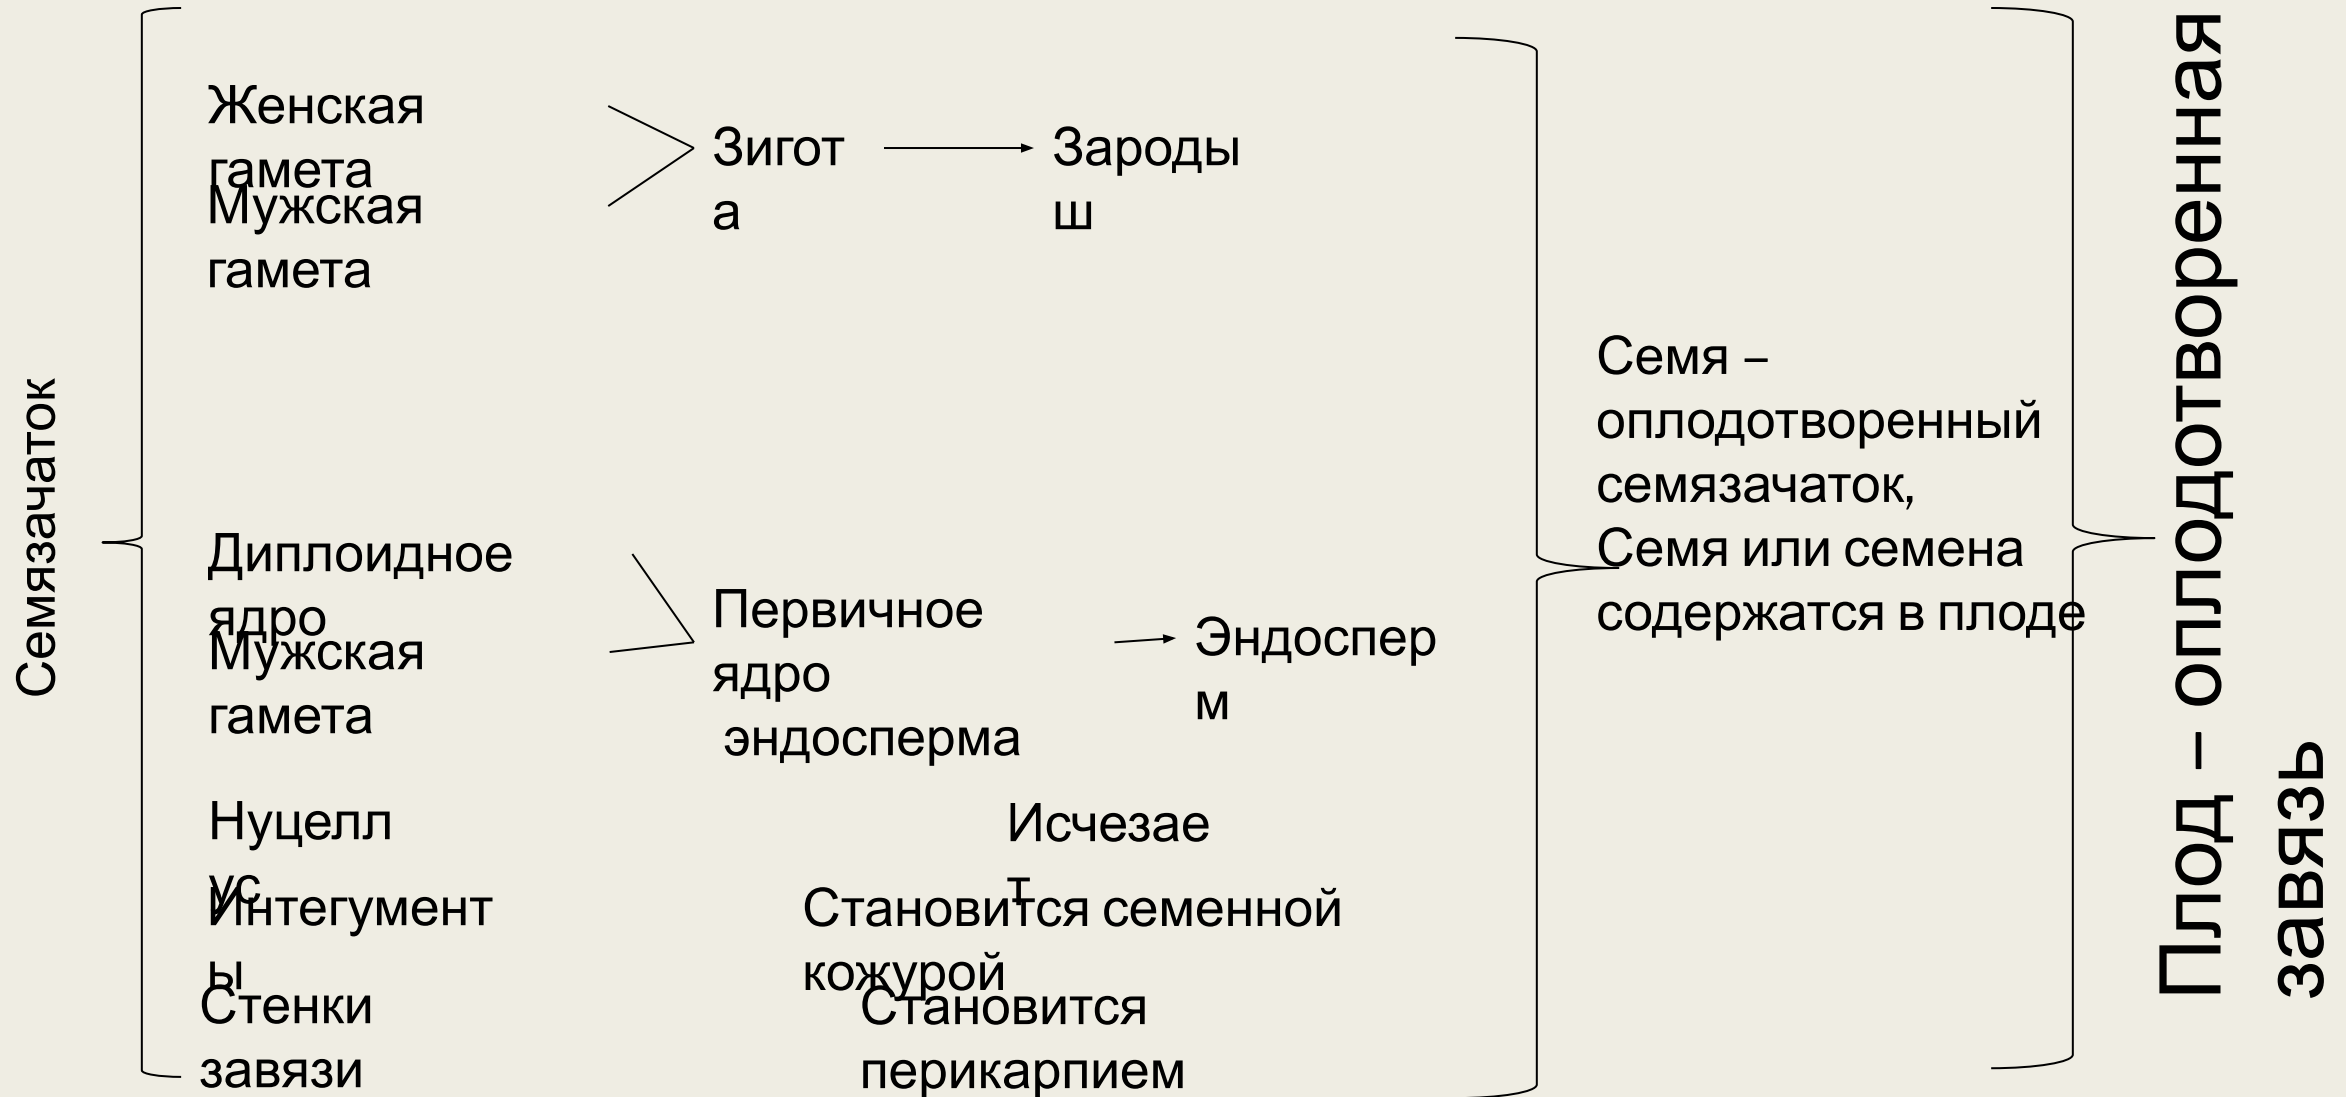 Семязачаток
Женская
гамета
Мужская
гамета
Зигот
а
Зароды
ш
Диплоидное
ядро
Мужская
гамета
Первичное
ядро
эндосперма
Эндоспер
м
Нуцелл
ус
Исчезае
т
Интегумент
ы
Становится семенной
кожурой
Стенки
завязи
Становится
перикарпием
Семя –
оплодотворенный
семязачаток,
Семя или семена
содержатся в плоде
Плод – оплодотворенная
завязь